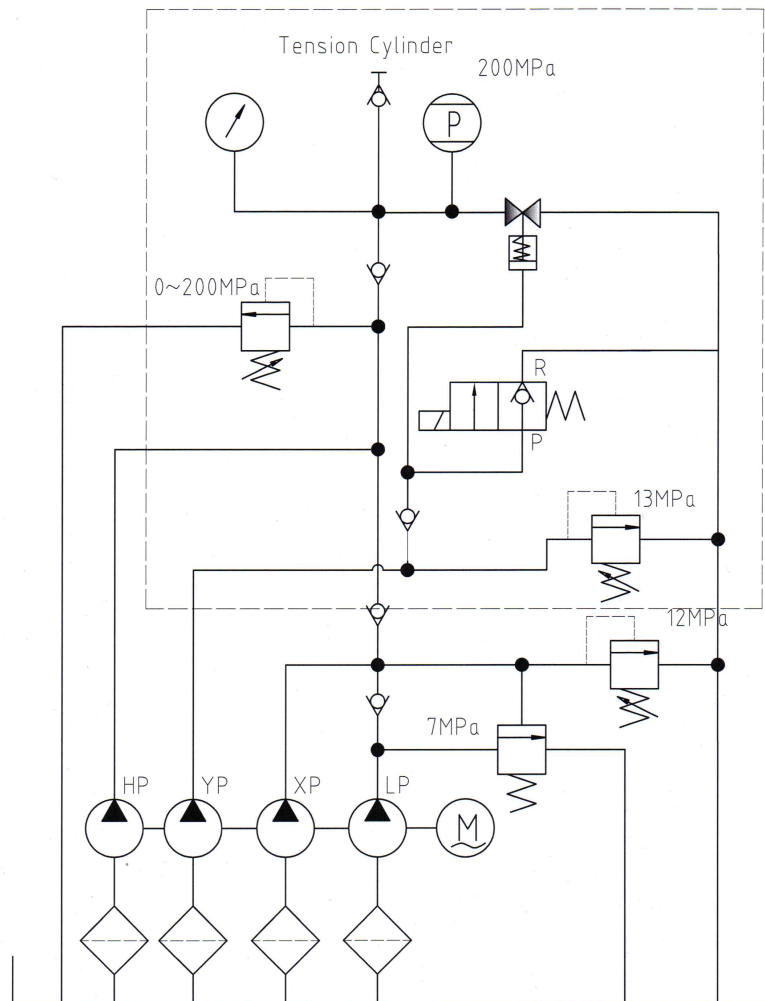 Tension Cylinder
200MPa
P
0~200MPa
R
P
13MPa
12MPa
7MPa
HP YP XP LP
M